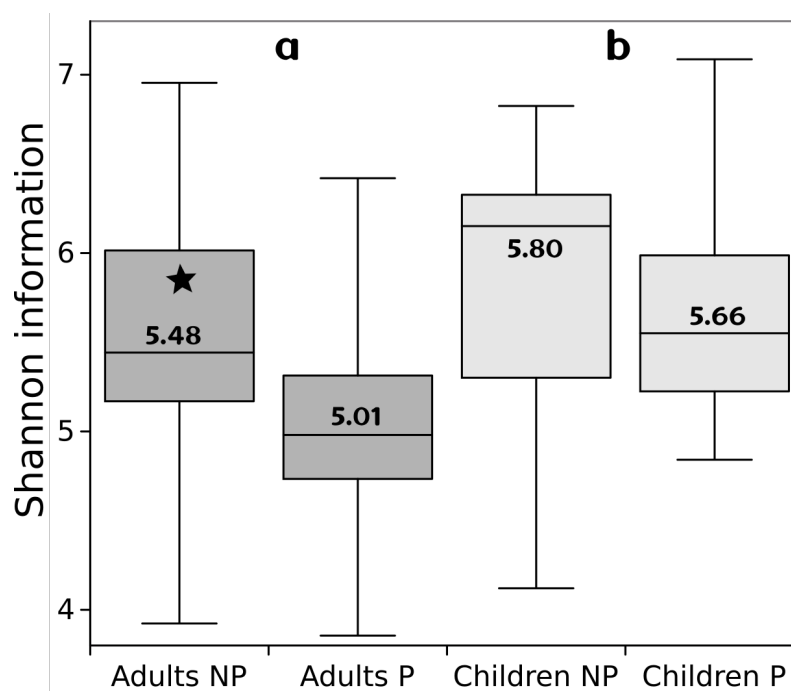 a
b
Shannon information
7
6
5
4
5.48
5.01
5.80
5.66
Adults NP
Adults P
Children NP
Children P